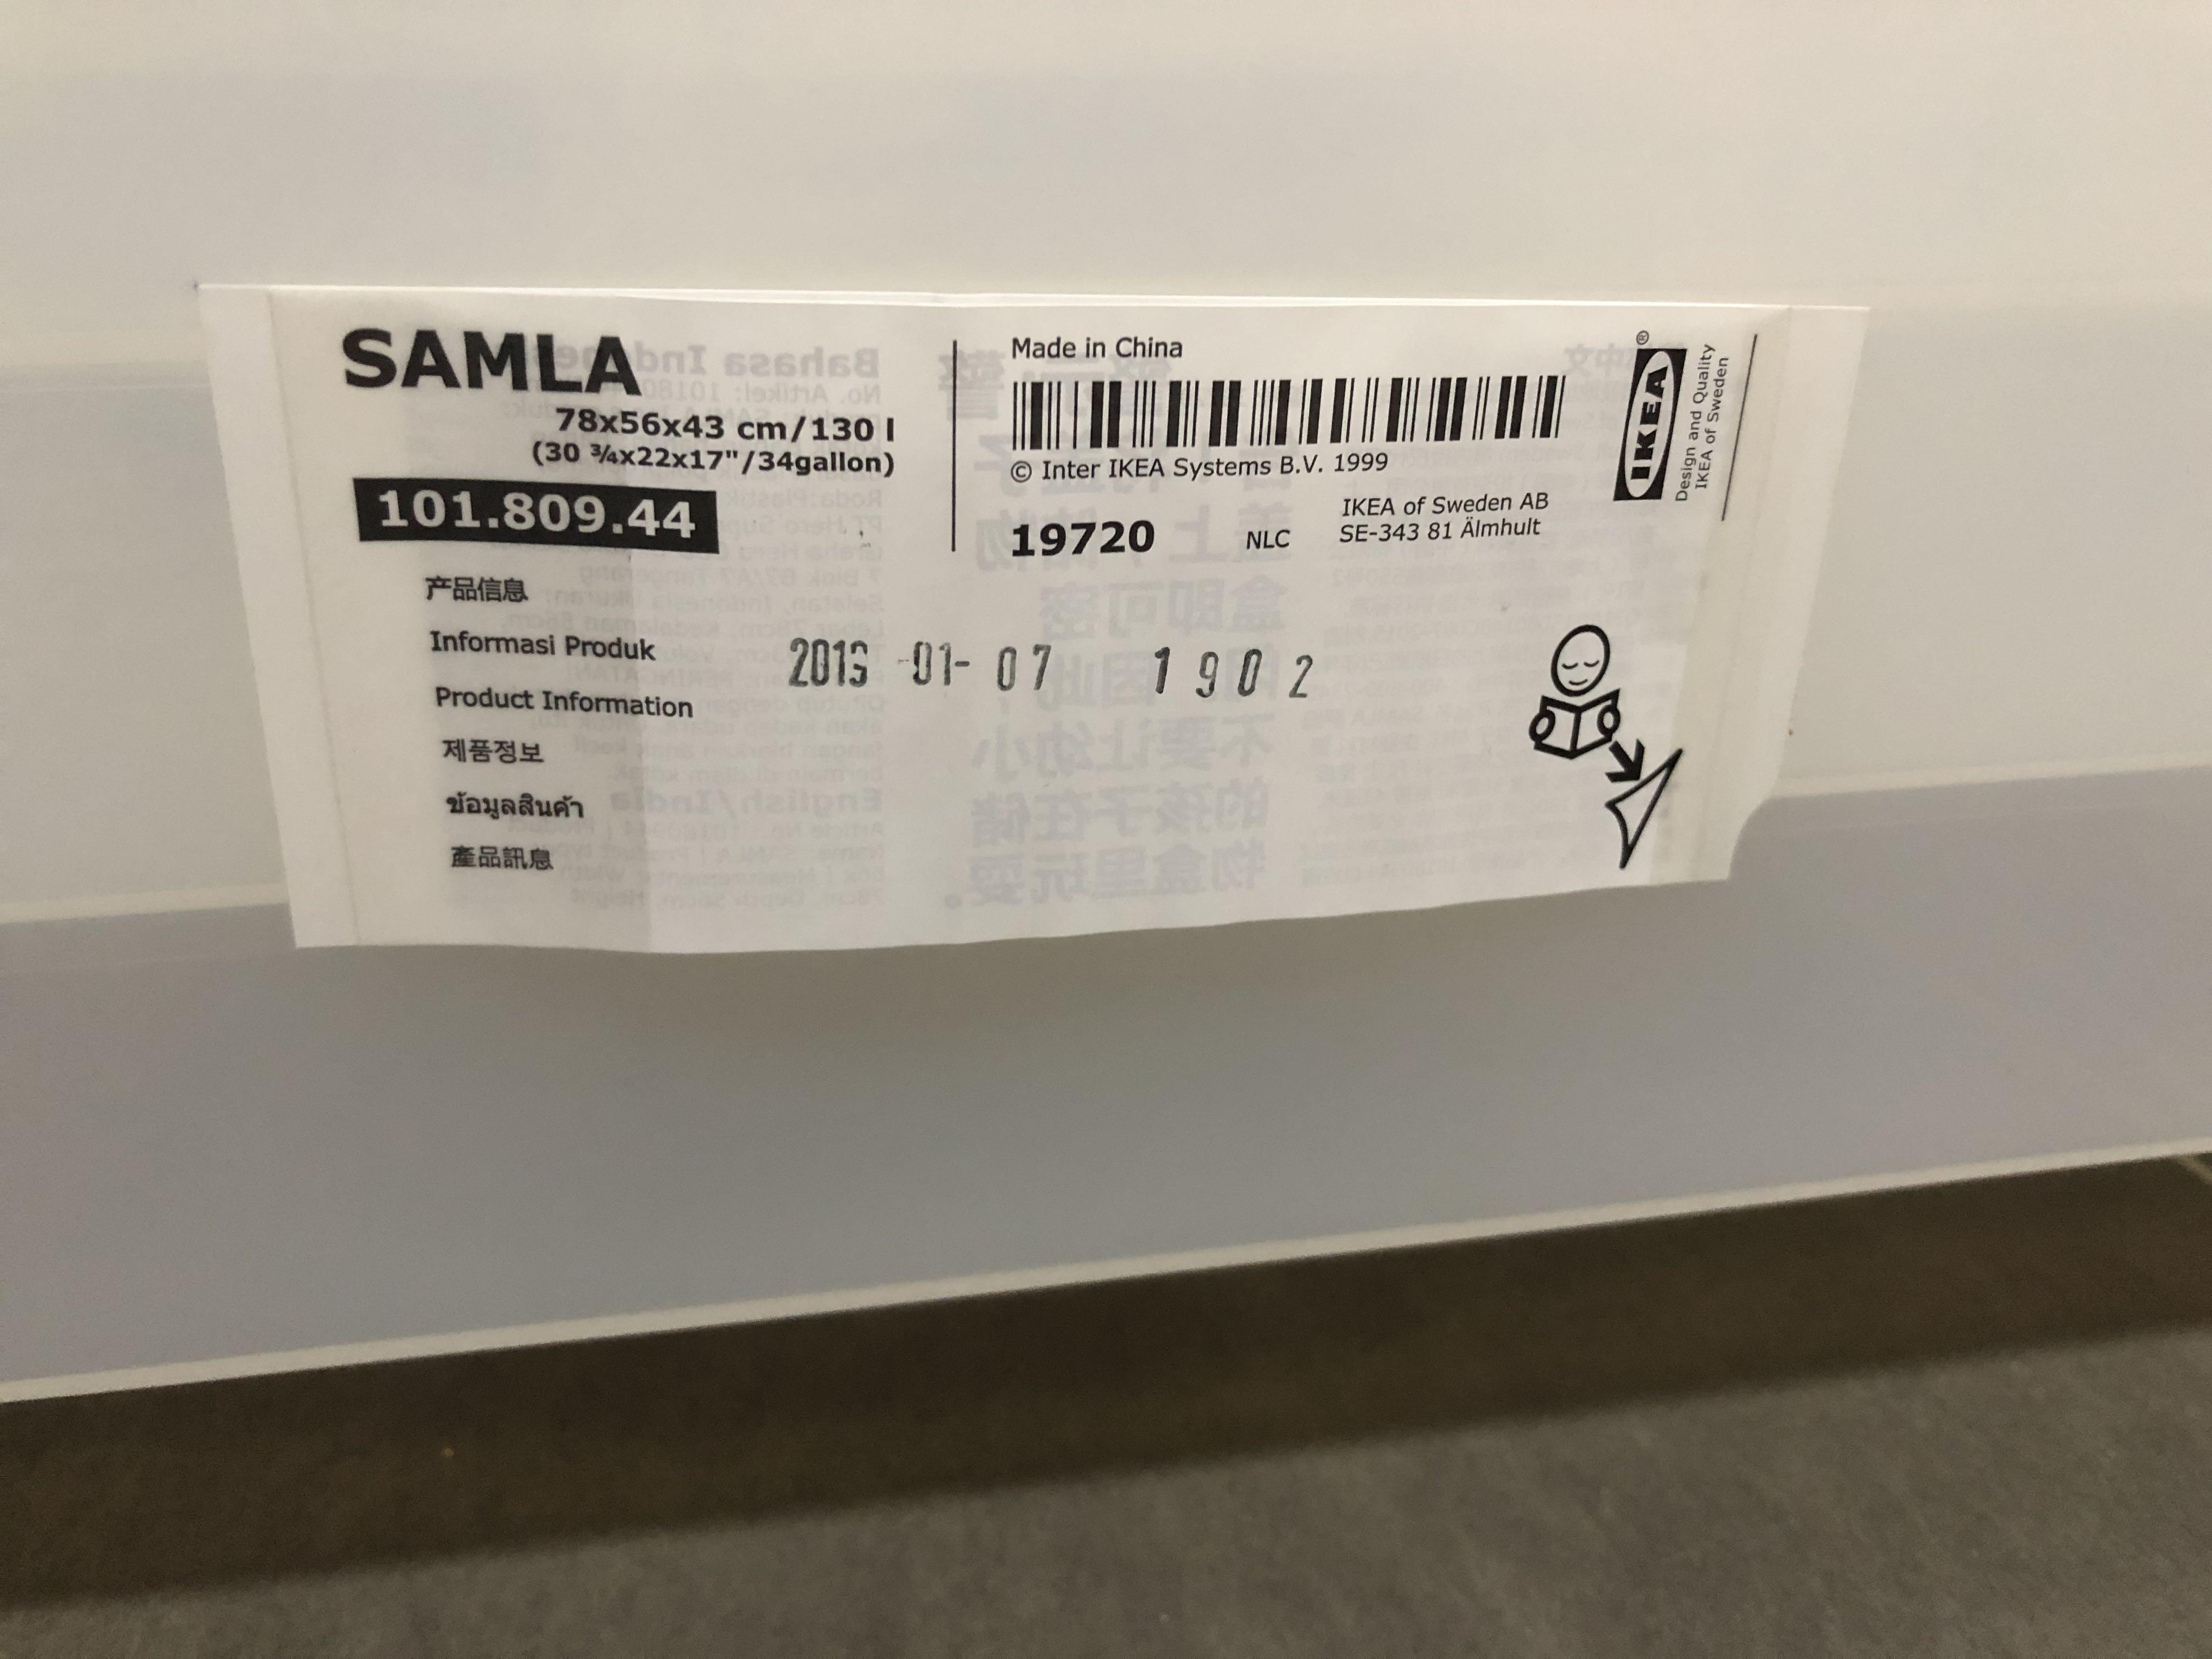 SAMLA
78x56x43 cm/130 l
(30 ¾x22x17"/34gallon)
101.809.44
产品信息
Informasi Produk
Product Information
제품정보
ข้อมูลสินค้า
產品訊息
Made in China
© Inter IKEA Systems B.V. 1999
19720
NLC
IKEA of Sweden AB
SE-343 81 Älmhult
2019-01-07 1902
IKEA®
Design and Quality
IKEA of Sweden